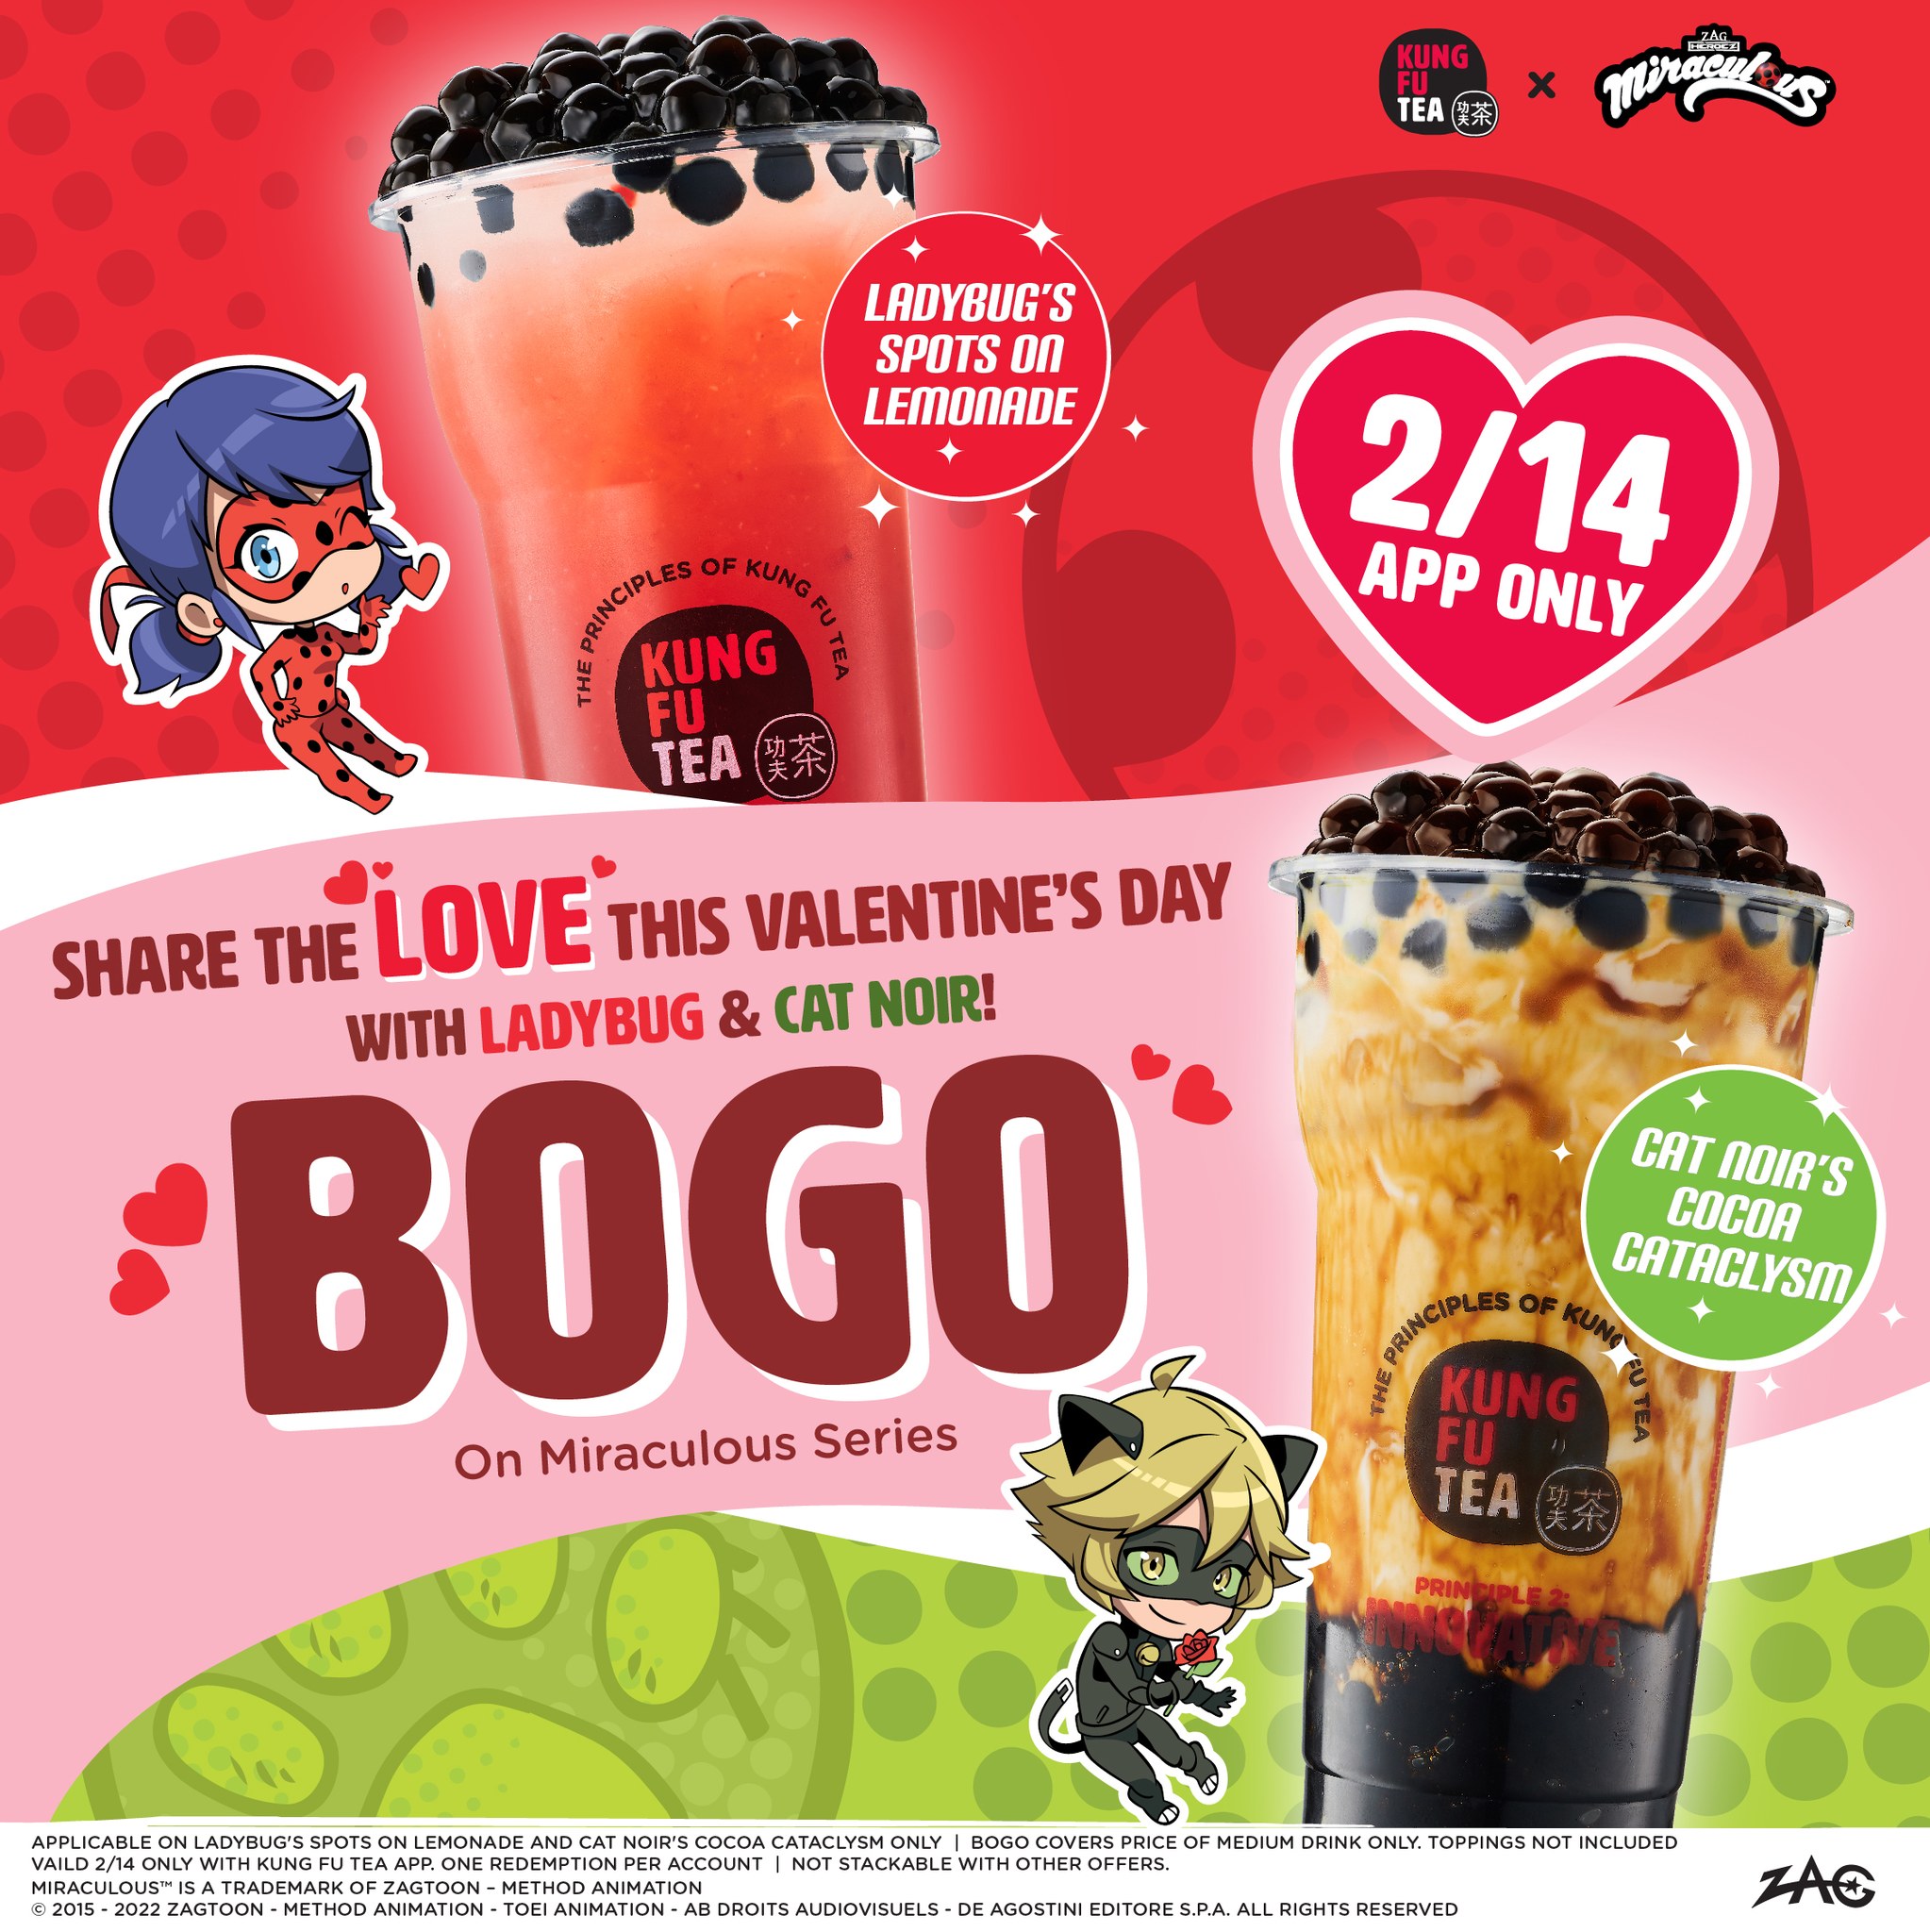 KUNG
FU
TEA 功夫茶
x
ZAG
HEROEZ
Miraculous™
LADYBUG'S
SPOTS ON
LEMONADE
2/14
APP ONLY
THE PRINCIPLES OF KUNG FU TEA
KUNG
FU
TEA 功夫茶
SHARE THE LOVE THIS VALENTINE'S DAY
WITH LADYBUG & CAT NOIR!
BOGO
On Miraculous Series
CAT NOIR'S
COCOA
CATACLYSM
THE PRINCIPLES OF KUNG FU TEA
KUNG
FU
TEA 功夫茶
PRINCIPLE 2:
INNOVATIVE
APPLICABLE ON LADYBUG'S SPOTS ON LEMONADE AND CAT NOIR'S COCOA CATACLYSM ONLY | BOGO COVERS PRICE OF MEDIUM DRINK ONLY. TOPPINGS NOT INCLUDED
VAILD 2/14 ONLY WITH KUNG FU TEA APP. ONE REDEMPTION PER ACCOUNT | NOT STACKABLE WITH OTHER OFFERS.
MIRACULOUS™ IS A TRADEMARK OF ZAGTOON – METHOD ANIMATION
© 2015 - 2022 ZAGTOON - METHOD ANIMATION - TOEI ANIMATION - AB DROITS AUDIOVISUELS - DE AGOSTINI EDITORE S.P.A. ALL RIGHTS RESERVED
ZAG